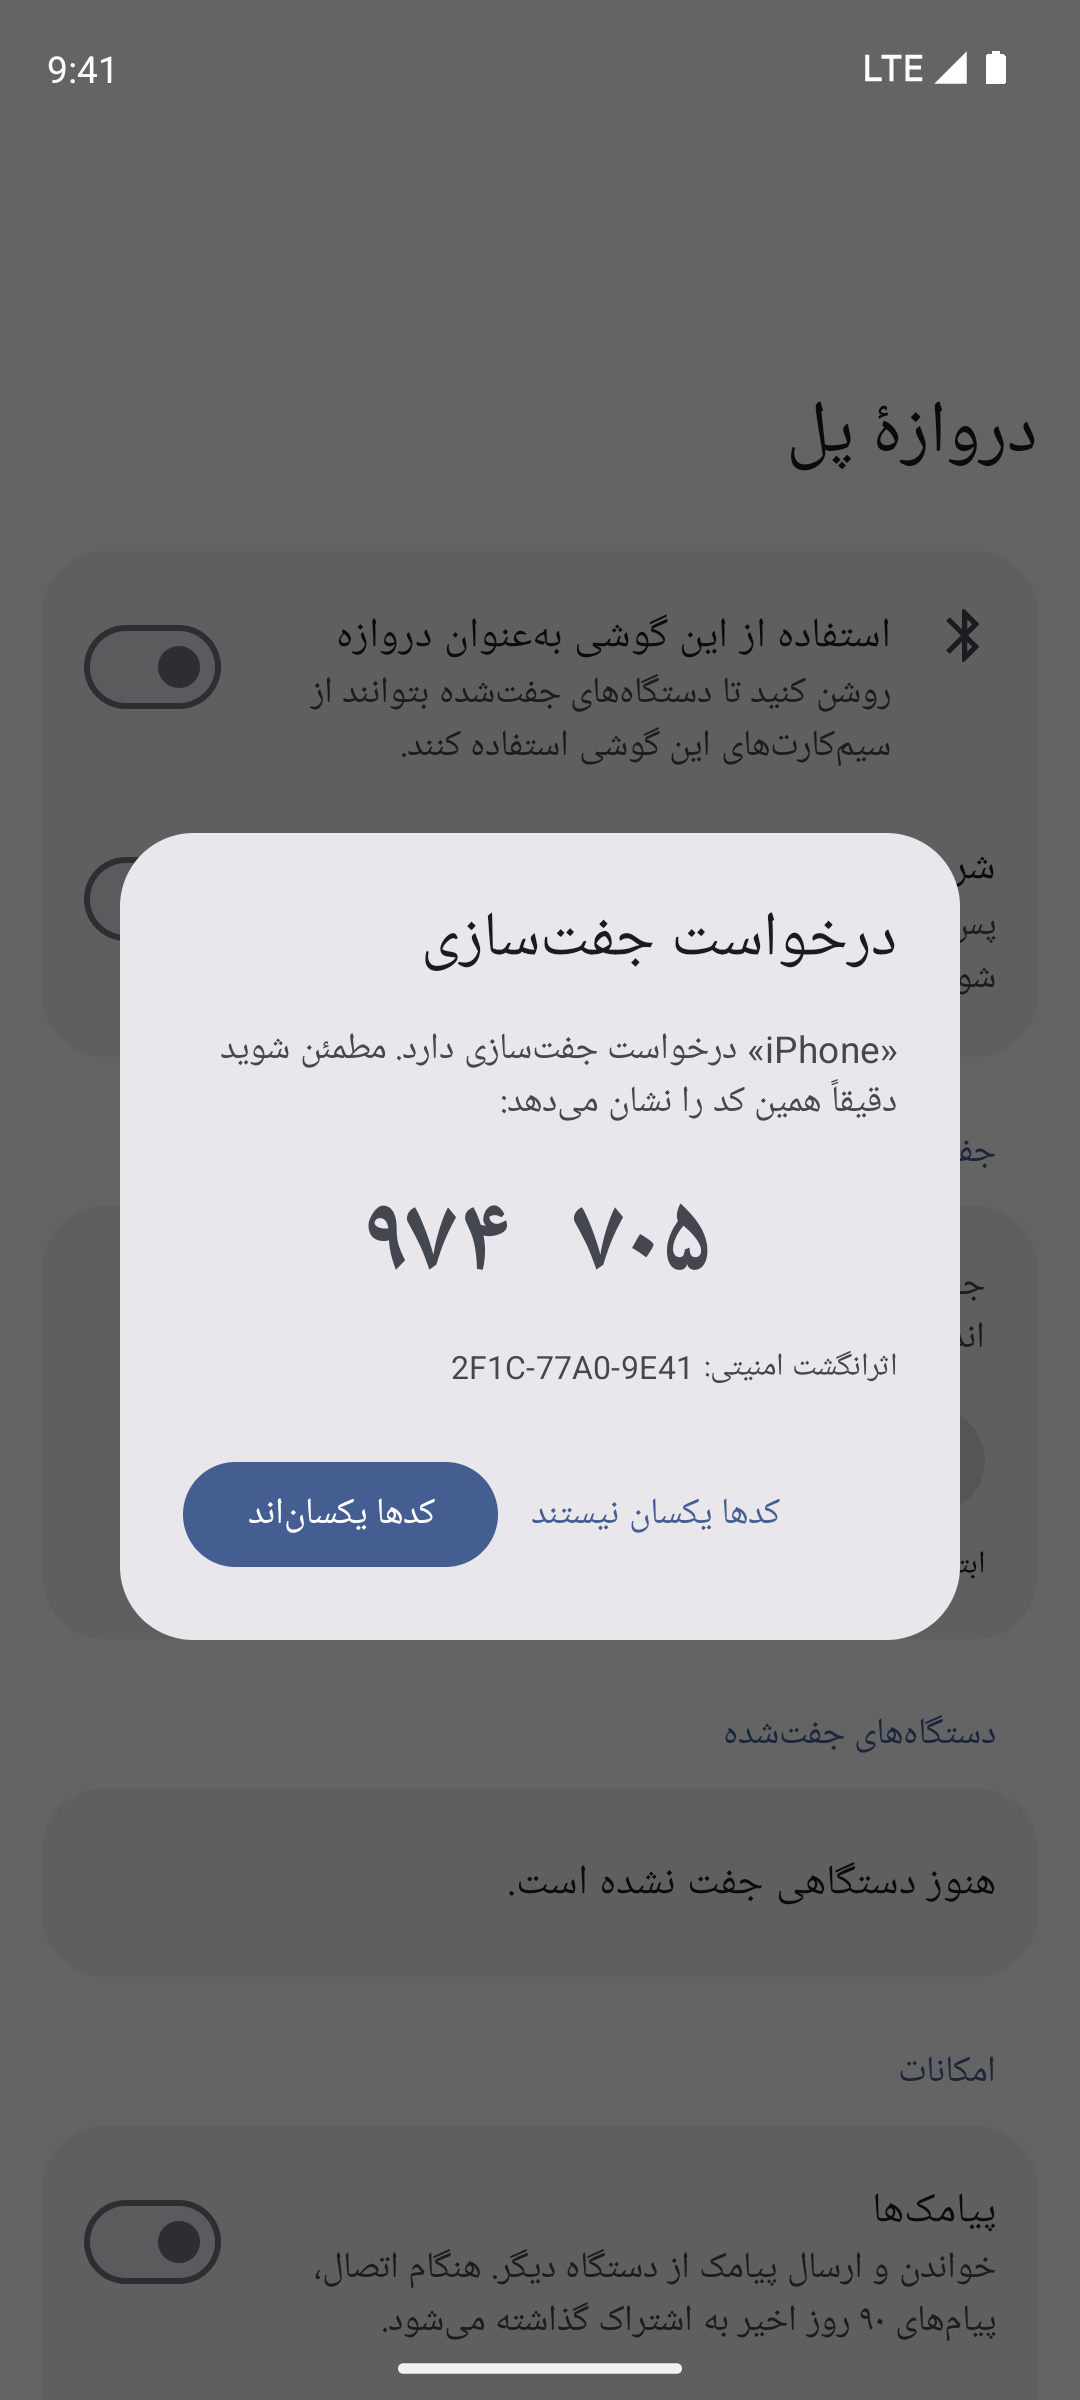 9:41
LTE
دروازهٔ پل
استفاده از این گوشی به‌عنوان دروازه
روشن کنید تا دستگاه‌های جفت‌شده بتوانند از
سیم‌کارت‌های این گوشی استفاده کنند.
درخواست جفت‌سازی
«iPhone» درخواست جفت‌سازی دارد. مطمئن شوید
دقیقاً همین کد را نشان می‌دهد:
۹۷۴ ۷۰۵
اثرانگشت امنیتی: 2F1C-77A0-9E41
کدها یکسان نیستند
کدها یکسان‌اند
دستگاه‌های جفت‌شده
هنوز دستگاهی جفت نشده است.
امکانات
پیامک‌ها
خواندن و ارسال پیامک از دستگاه دیگر. هنگام اتصال،
پیام‌های ۹۰ روز اخیر به اشتراک گذاشته می‌شود.